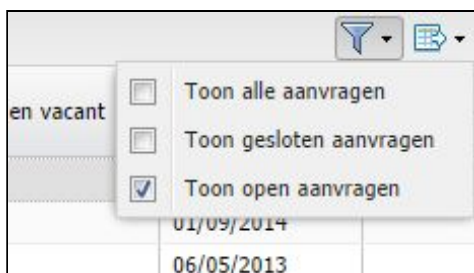 Toon alle aanvragen
en vacant
Toon gesloten aanvragen
Toon open aanvragen
01/09/2014
06/05/2013